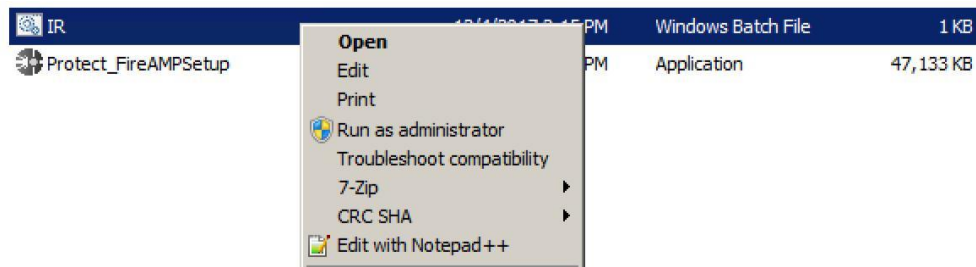 IR PM Windows Batch File 1 KB
Open
Protect_FireAMPSetup PM Application 47,133 KB
Edit
Print
Run as administrator
Troubleshoot compatibility
7-Zip
CRC SHA
Edit with Notepad++